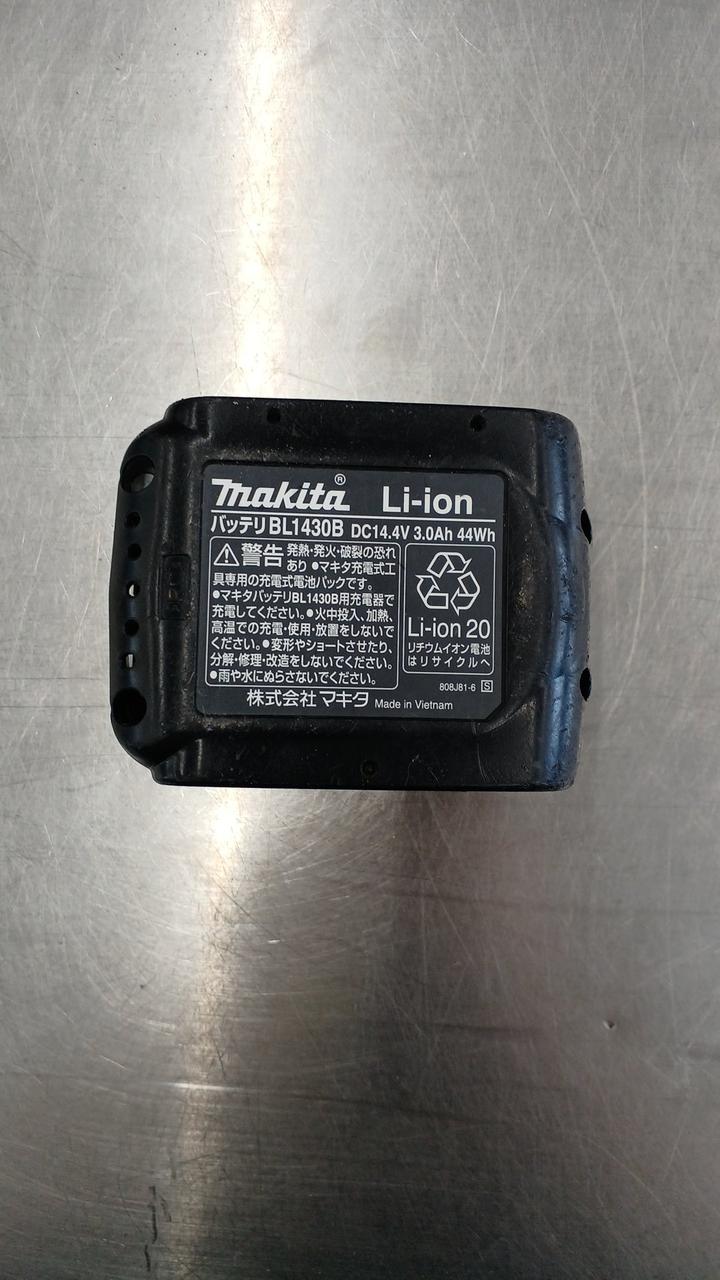 makita® Li-ion
バッテリ BL1430B DC14.4V 3.0Ah 44Wh
警告 発熱・発火・破裂の恐れ
あり ●マキタ充電式工
具専用の充電式電池パックです。
●マキタバッテリBL1430B用充電器で
充電してください。●火中投入、加熱、
高温での充電・使用・放置をしないで
ください。●変形やショートさせたり、
分解・修理・改造をしないでください。
●雨や水にぬらさないでください。
Li-ion 20
リチウムイオン電池
はリサイクルへ
808J81-6 S
株式会社マキタ Made in Vietnam